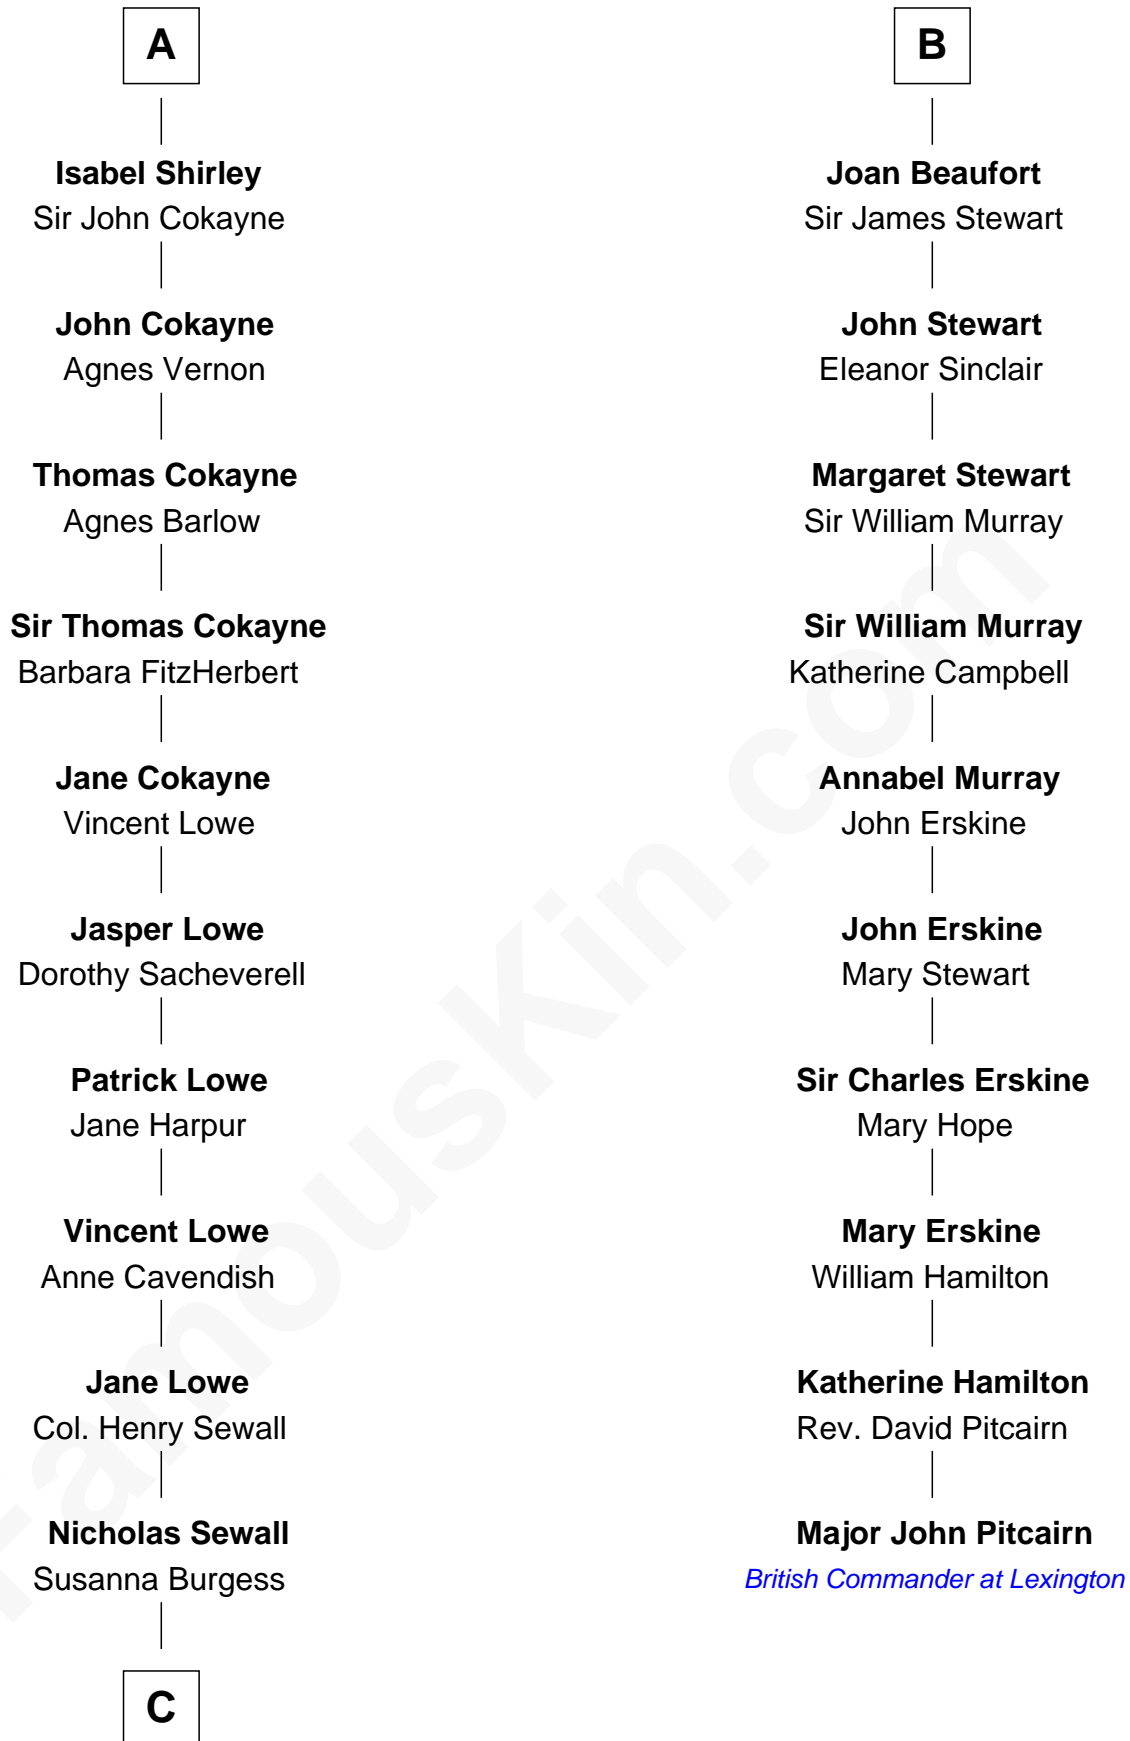 A
Isabel Shirley
Sir John Cokayne
John Cokayne
Agnes Vernon
Thomas Cokayne
Agnes Barlow
Sir Thomas Cokayne
Barbara FitzHerbert
Jane Cokayne
Vincent Lowe
Jasper Lowe
Dorothy Sacheverell
Patrick Lowe
Jane Harpur
Vincent Lowe
Anne Cavendish
Jane Lowe
Col. Henry Sewall
Nicholas Sewall
Susanna Burgess
C
B
Joan Beaufort
Sir James Stewart
John Stewart
Eleanor Sinclair
Margaret Stewart
Sir William Murray
Sir William Murray
Katherine Campbell
Annabel Murray
John Erskine
John Erskine
Mary Stewart
Sir Charles Erskine
Mary Hope
Mary Erskine
William Hamilton
Katherine Hamilton
Rev. David Pitcairn
Major John Pitcairn
British Commander at Lexington
FamousKin.com